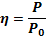 η = P / P₀